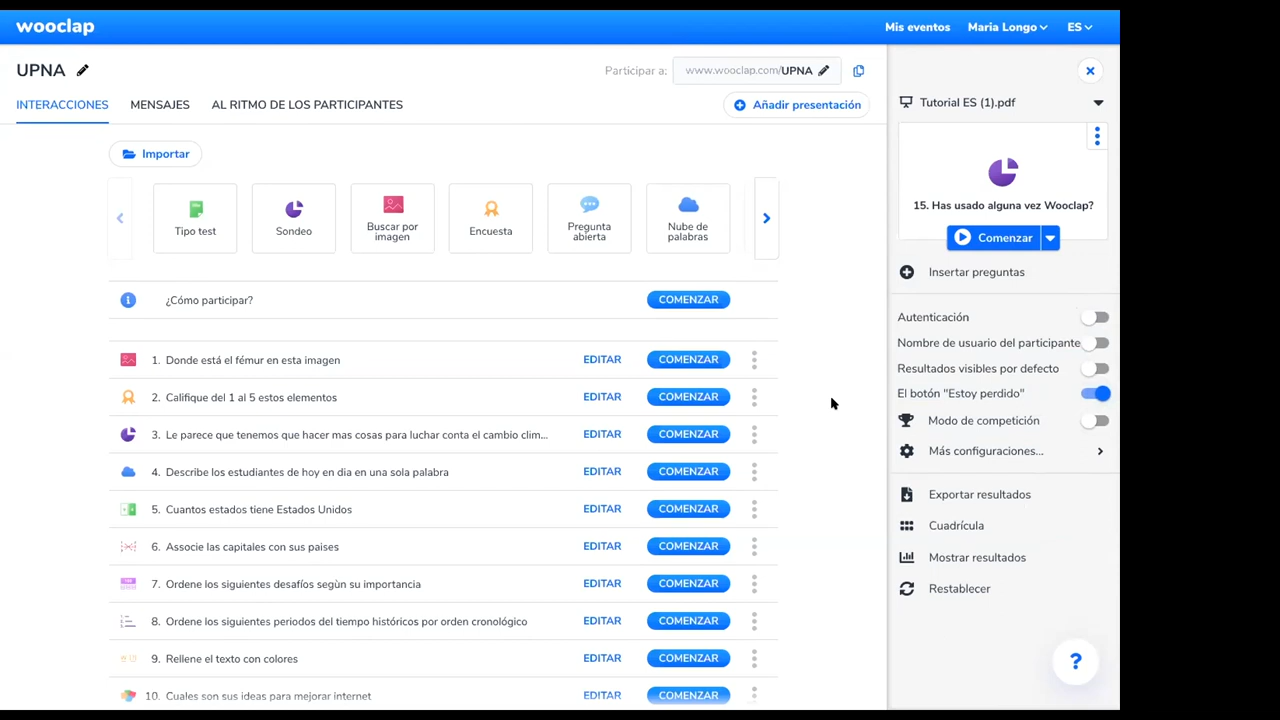 wooclap
Mis eventos
Maria Longo
ES
UPNA
Participar a:
www.wooclap.com/UPNA
INTERACCIONES
MENSAJES
AL RITMO DE LOS PARTICIPANTES
Añadir presentación
Importar
Tipo test
Sondeo
Buscar por
imagen
Encuesta
Pregunta
abierta
Nube de
palabras
¿Cómo participar?
COMENZAR
1. Donde está el fémur en esta imagen
EDITAR
COMENZAR
2. Califique del 1 al 5 estos elementos
EDITAR
COMENZAR
3. Le parece que tenemos que hacer mas cosas para luchar conta el cambio clim...
EDITAR
COMENZAR
4. Describe los estudiantes de hoy en dia en una sola palabra
EDITAR
COMENZAR
5. Cuantos estados tiene Estados Unidos
EDITAR
COMENZAR
6. Associe las capitales con sus paises
EDITAR
COMENZAR
7. Ordene los siguientes desafíos segùn su importancia
EDITAR
COMENZAR
8. Ordene los siguientes periodos del tiempo históricos por orden cronológico
EDITAR
COMENZAR
9. Rellene el texto con colores
EDITAR
COMENZAR
10. Cuales son sus ideas para mejorar internet
EDITAR
COMENZAR
Tutorial ES (1).pdf
15. Has usado alguna vez Wooclap?
Comenzar
Insertar preguntas
Autenticación
Nombre de usuario del participante
Resultados visibles por defecto
El botón "Estoy perdido"
Modo de competición
Más configuraciones...
Exportar resultados
Cuadrícula
Mostrar resultados
Restablecer
?